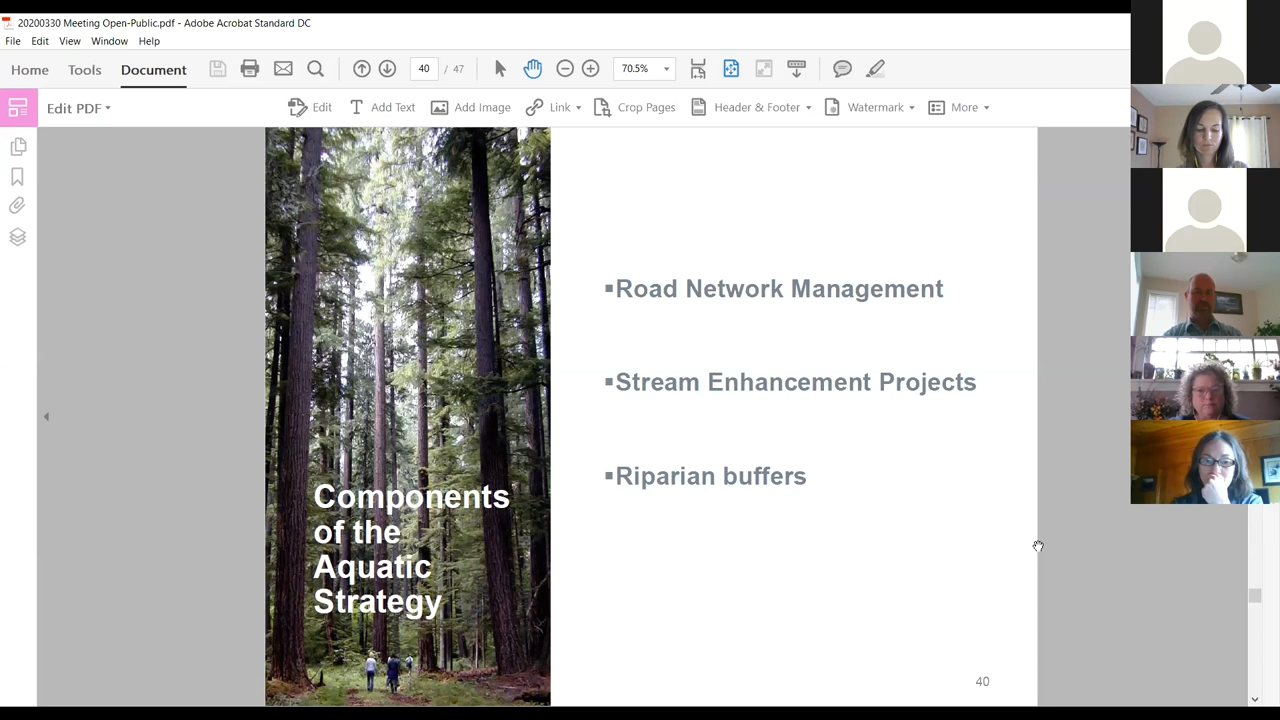 20200330 Meeting Open-Public.pdf - Adobe Acrobat Standard DC
File Edit View Window Help
Home Tools Document 40 / 47 70.5%
Edit PDF Edit Add Text Add Image Link Crop Pages Header & Footer Watermark More
▪Road Network Management
▪Stream Enhancement Projects
▪Riparian buffers
Components
of the
Aquatic
Strategy
40